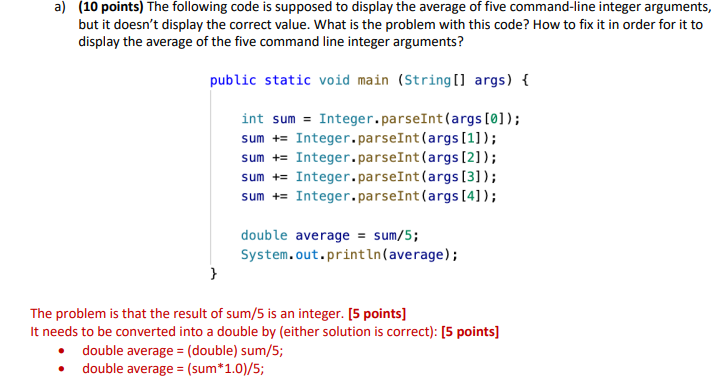 a) (10 points) The following code is supposed to display the average of five command-line integer arguments,
but it doesn’t display the correct value. What is the problem with this code? How to fix it in order for it to
display the average of the five command line integer arguments?
public static void main (String[] args) {
int sum = Integer.parseInt(args[0]);
sum += Integer.parseInt(args[1]);
sum += Integer.parseInt(args[2]);
sum += Integer.parseInt(args[3]);
sum += Integer.parseInt(args[4]);
double average = sum/5;
System.out.println(average);
}
The problem is that the result of sum/5 is an integer. [5 points]
It needs to be converted into a double by (either solution is correct): [5 points]
• double average = (double) sum/5;
• double average = (sum*1.0)/5;